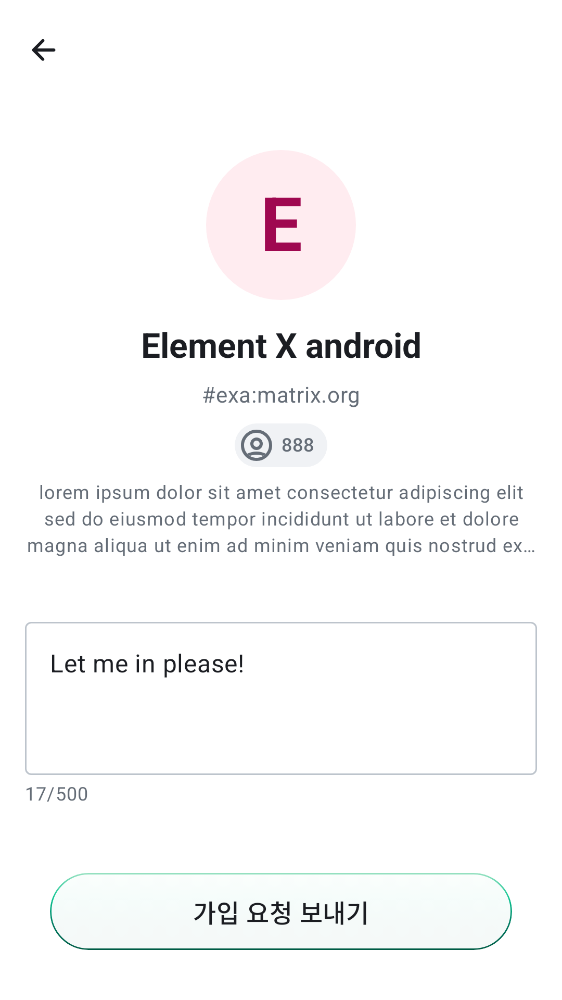 E
Element X android
#exa:matrix.org
888
lorem ipsum dolor sit amet consectetur adipiscing elit
sed do eiusmod tempor incididunt ut labore et dolore
magna aliqua ut enim ad minim veniam quis nostrud ex…
Let me in please!
17/500
가입 요청 보내기